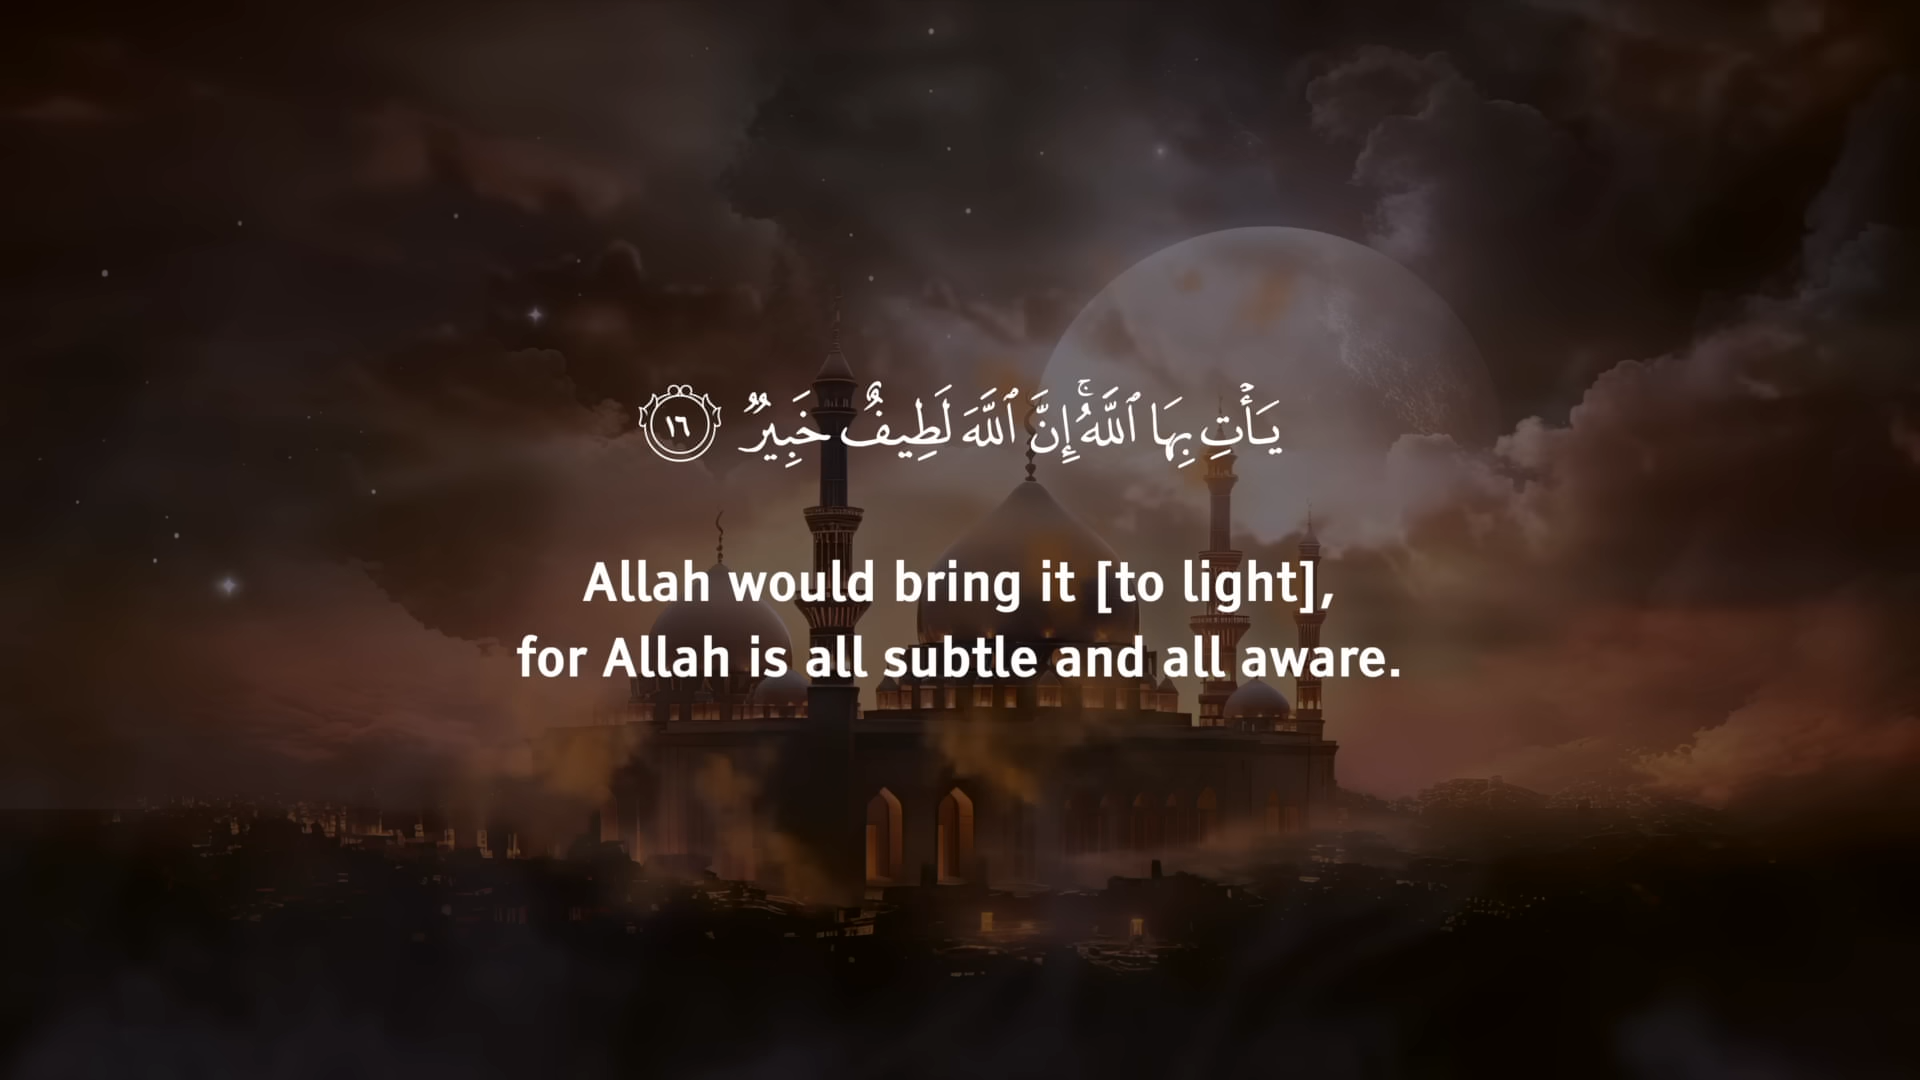 يَأْتِ بِهَا ٱللَّهُۚ إِنَّ ٱللَّهَ لَطِيفٌ خَبِيرٌ ١٦
Allah would bring it [to light],
for Allah is all subtle and all aware.